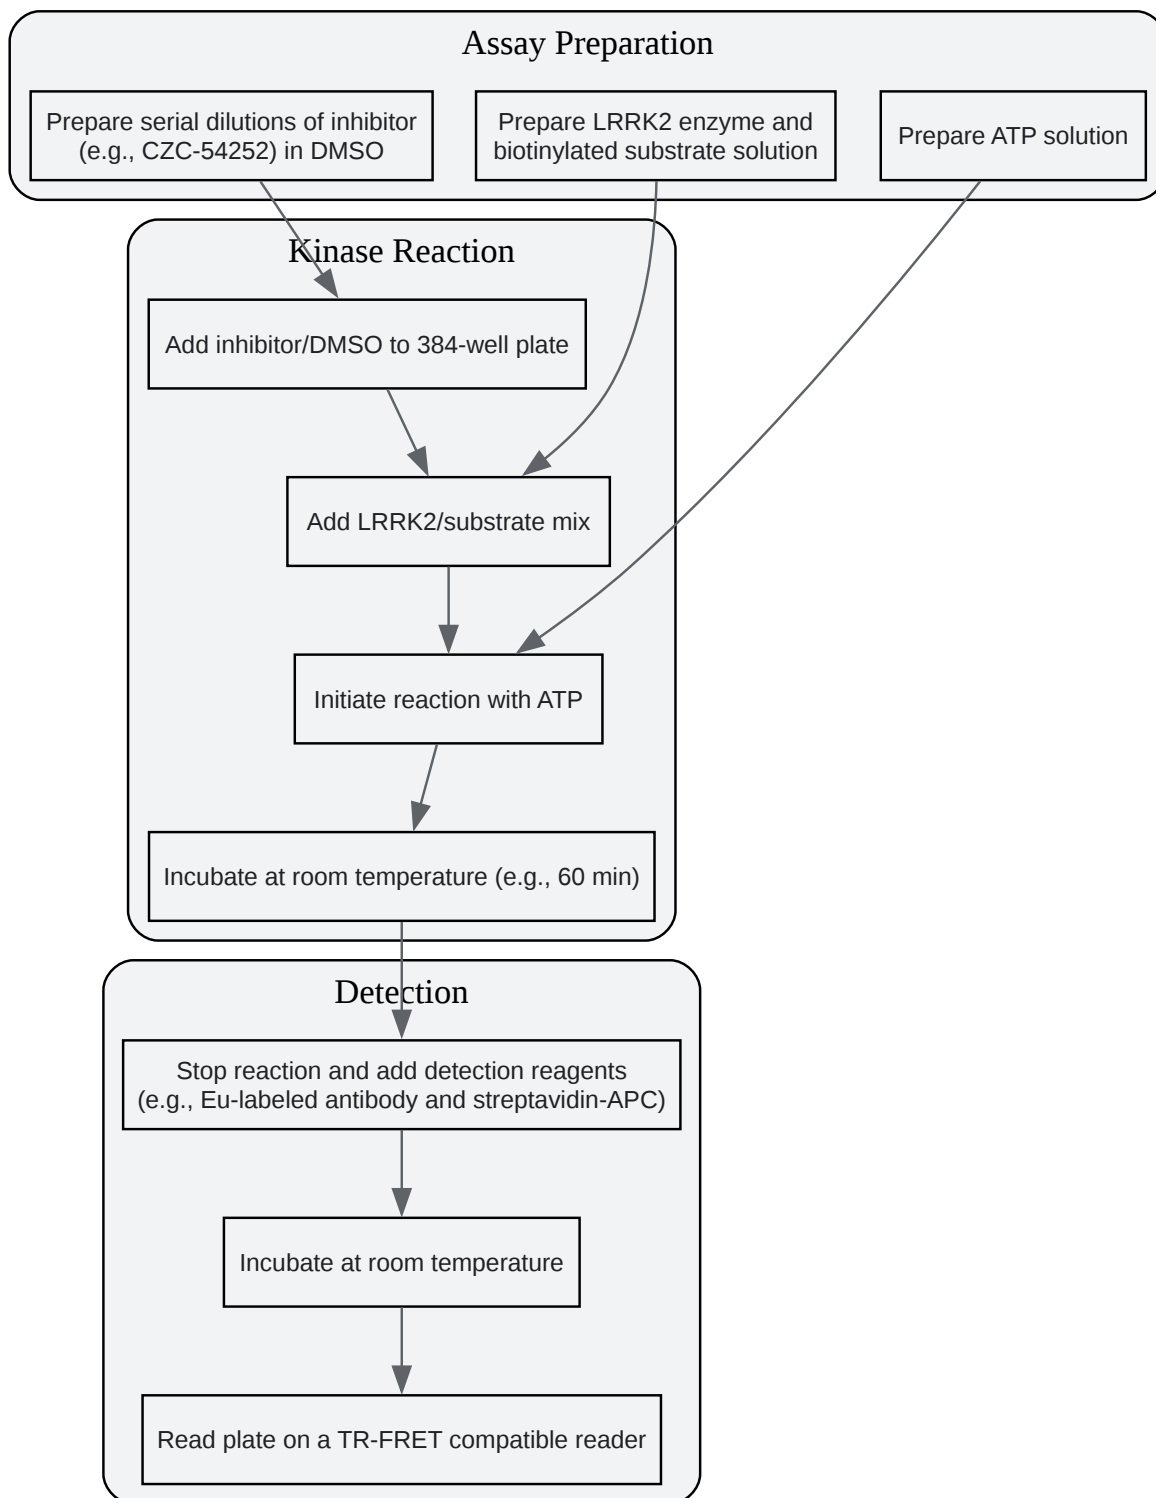 Assay Preparation
Prepare serial dilutions of inhibitor
(e.g., CZC-54252) in DMSO
Prepare LRRK2 enzyme and
biotinylated substrate solution
Prepare ATP solution
Kinase Reaction
Add inhibitor/DMSO to 384-well plate
Add LRRK2/substrate mix
Initiate reaction with ATP
Incubate at room temperature (e.g., 60 min)
Detection
Stop reaction and add detection reagents
(e.g., Eu-labeled antibody and streptavidin-APC)
Incubate at room temperature
Read plate on a TR-FRET compatible reader